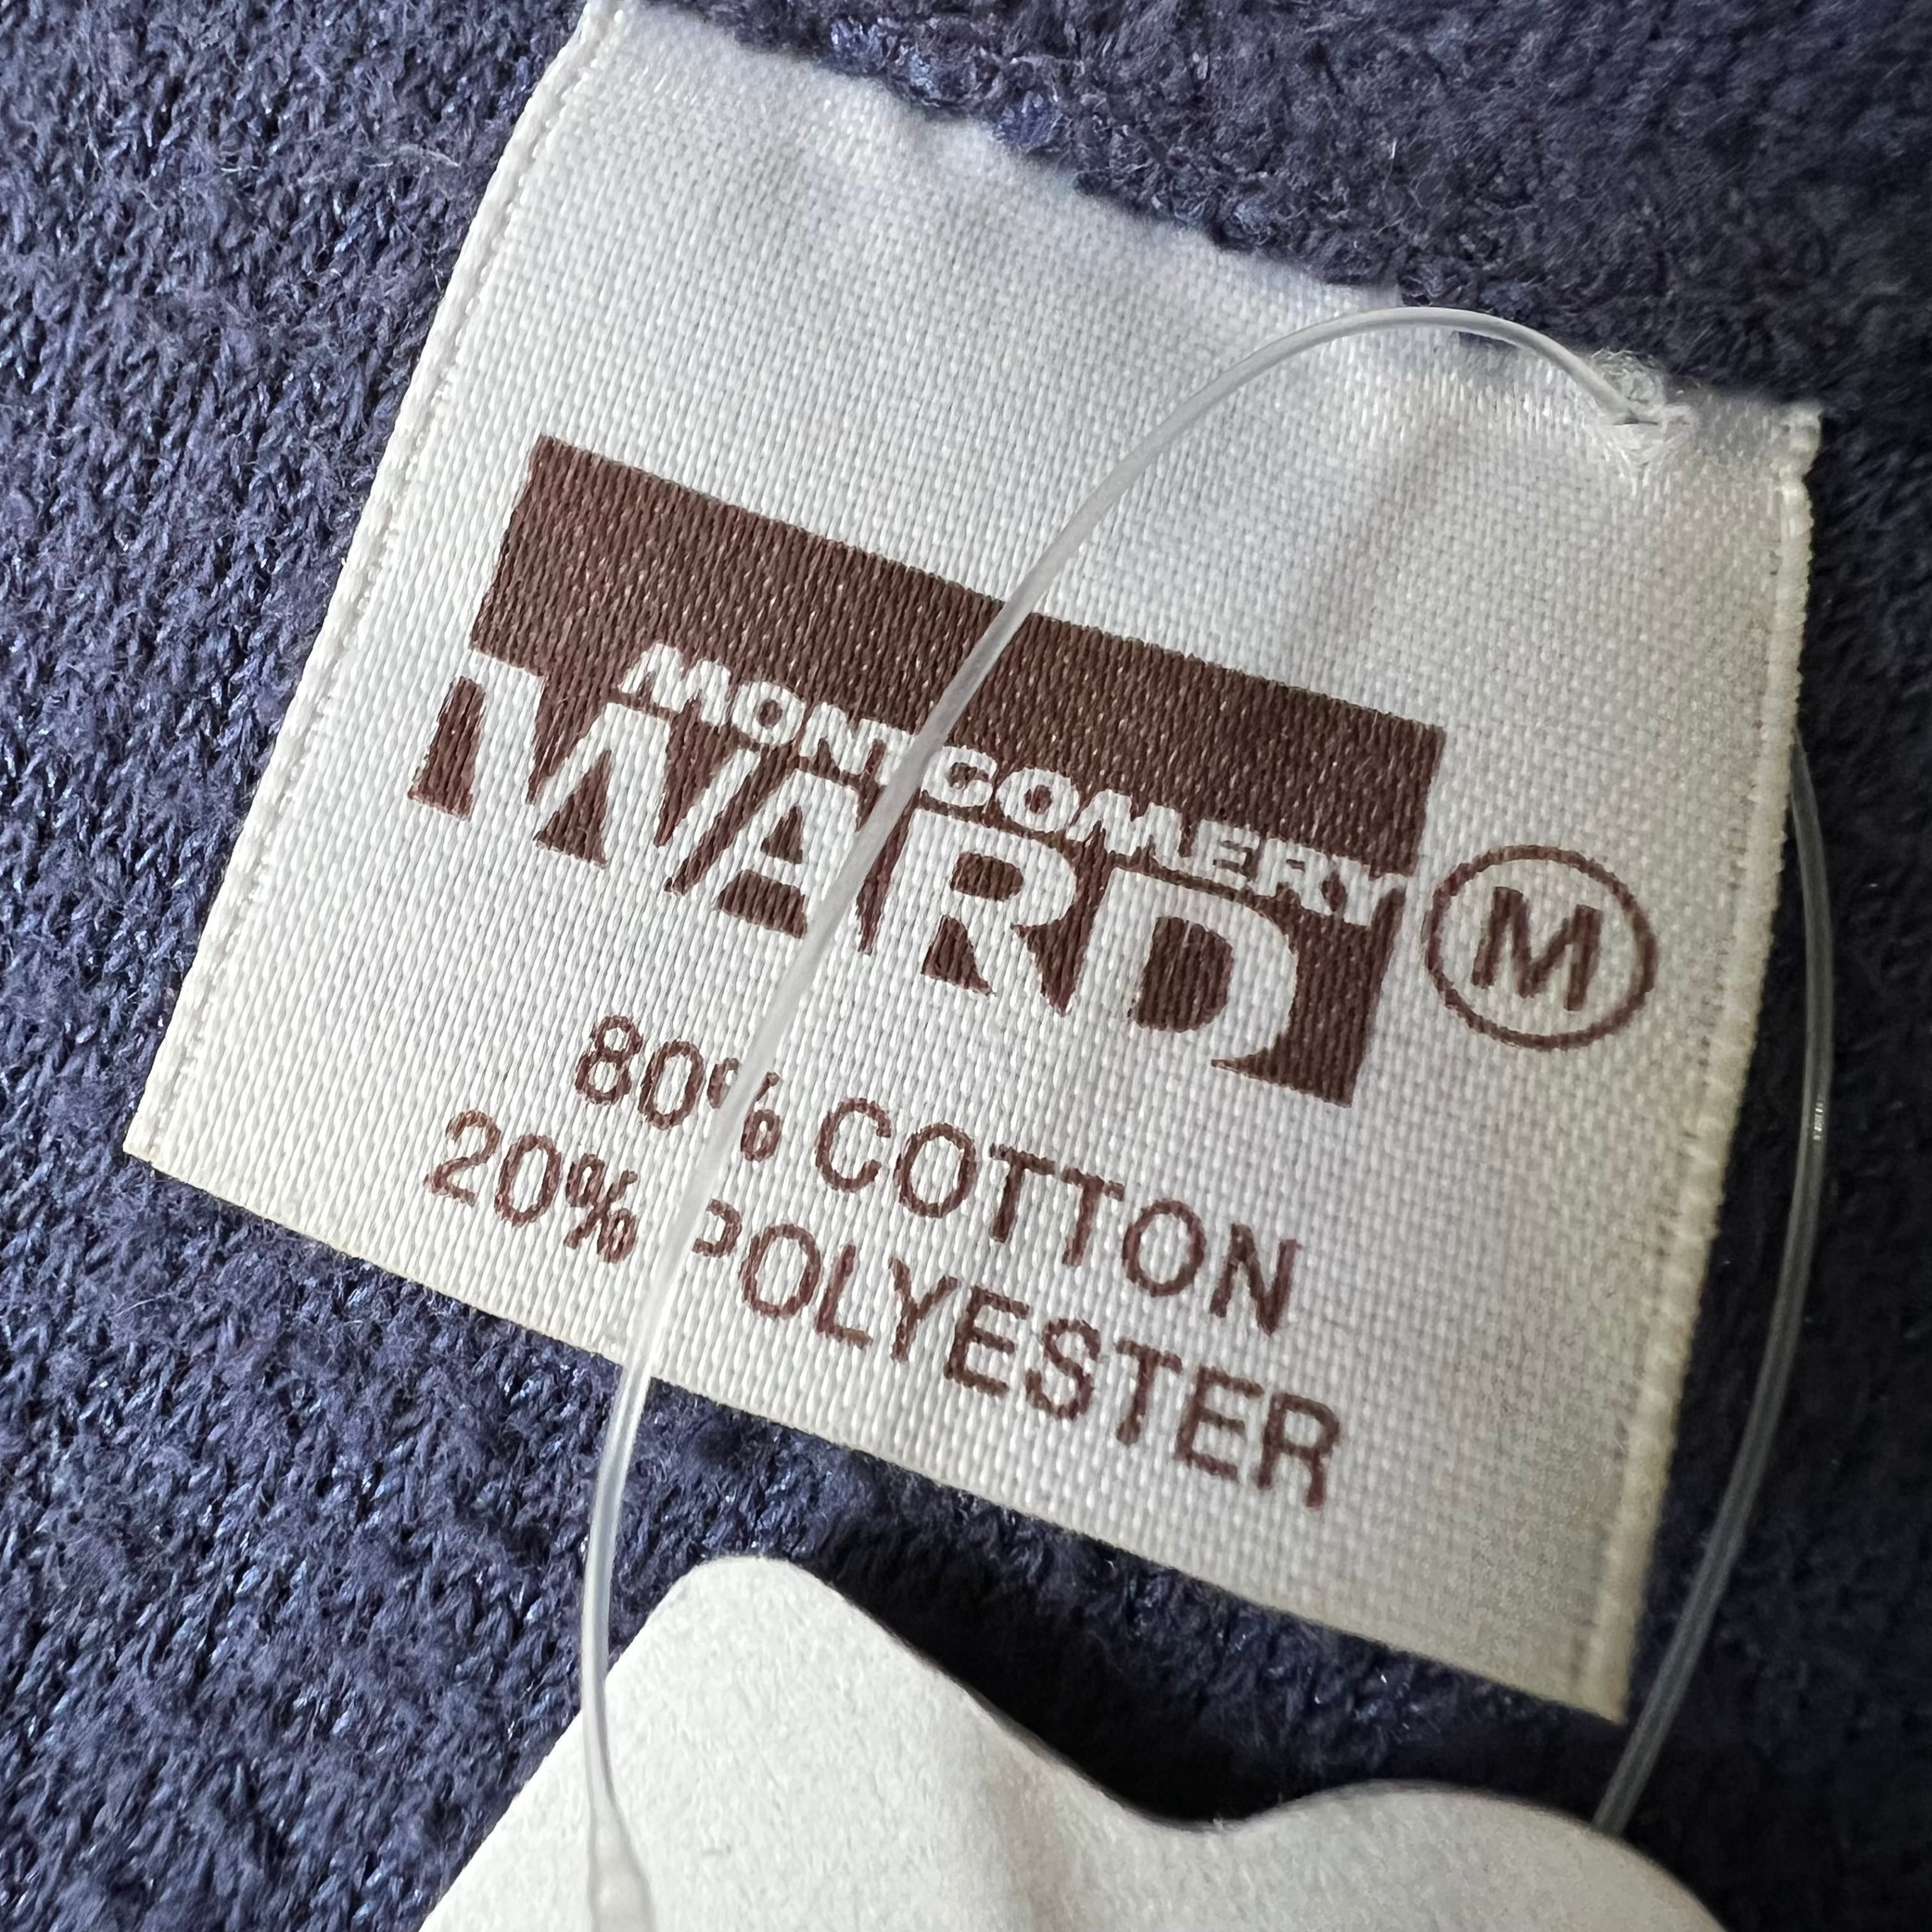 MONTGOMERY
WARD
M
80% COTTON
20% POLYESTER